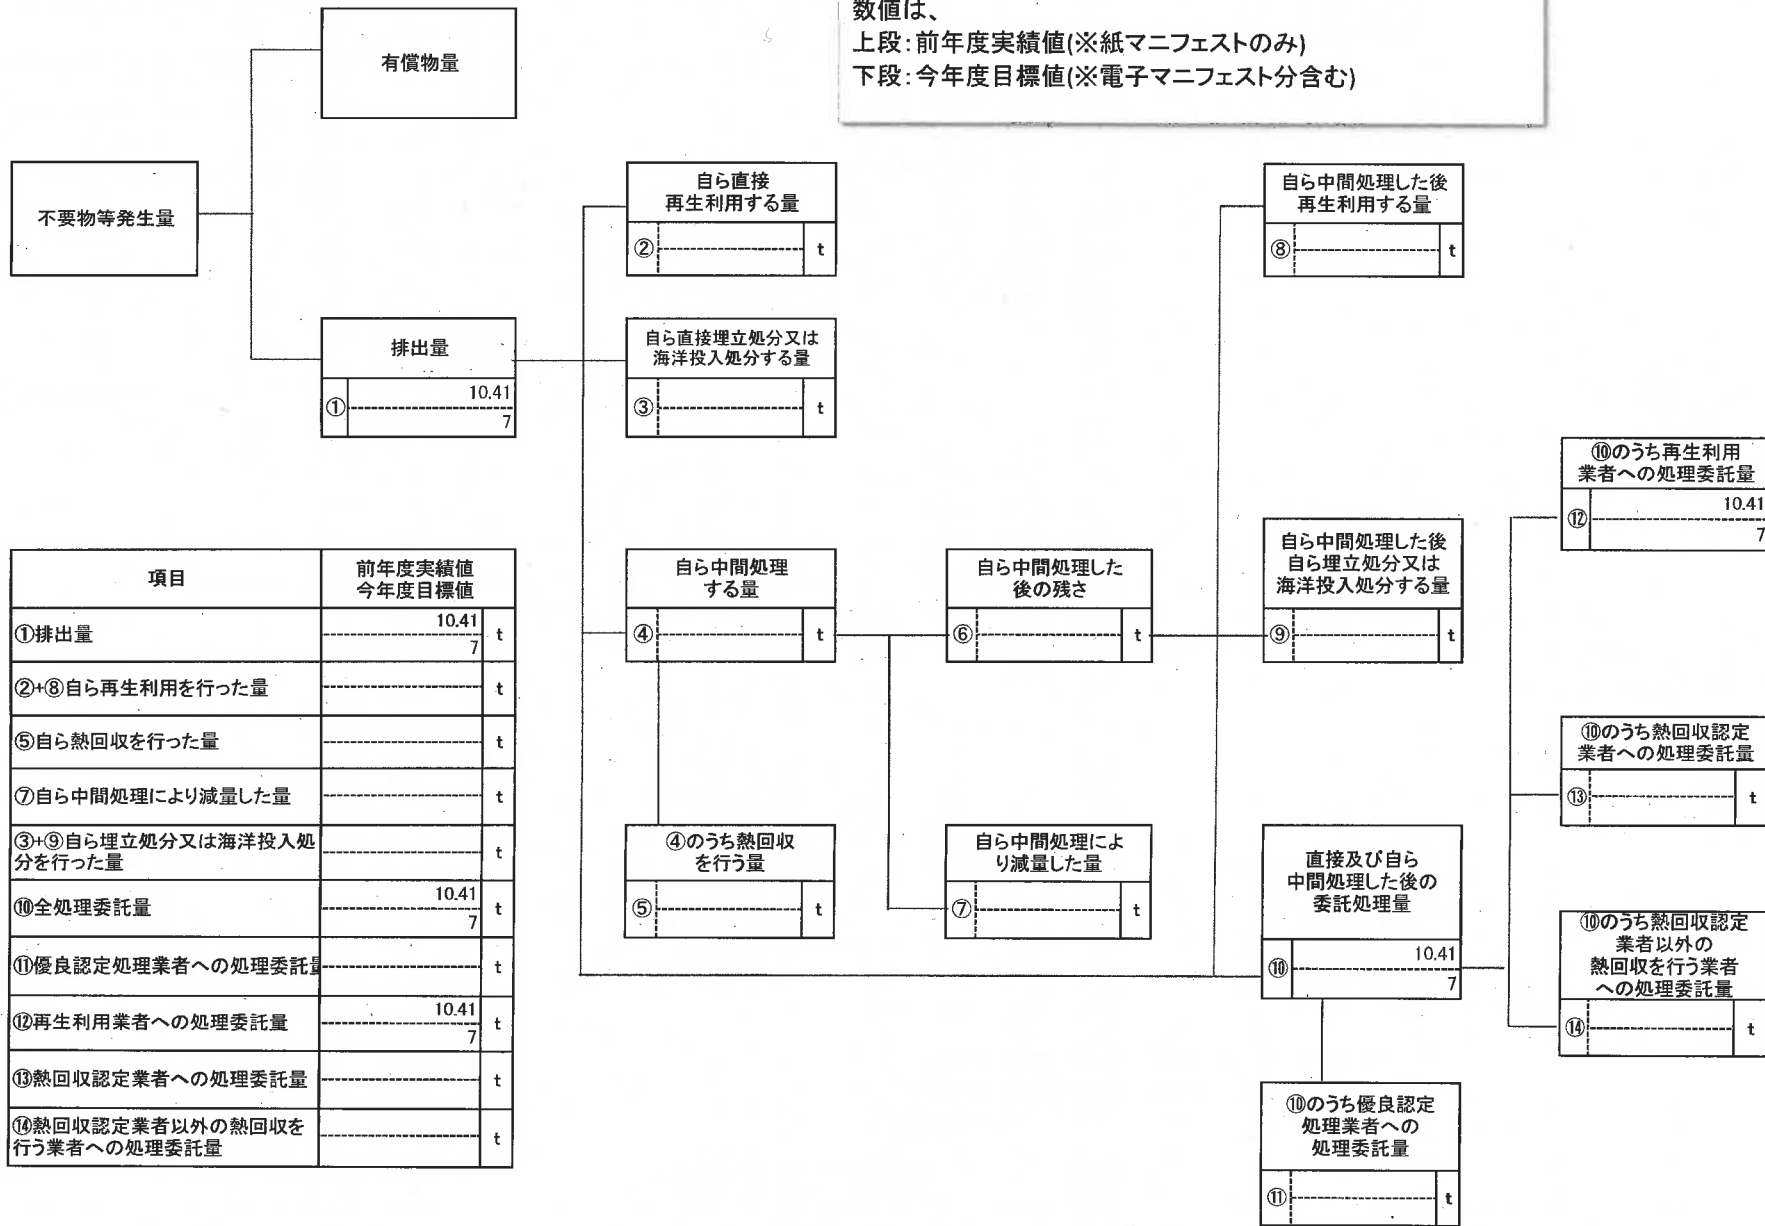 数値は、
上段:前年度実績値(※紙マニフェストのみ)
下段:今年度目標値(※電子マニフェスト分含む)
有償物量
不要物等発生量
自ら直接
再生利用する量
② t
自ら中間処理した後
再生利用する量
⑧ t
排出量
① 10.41
7
自ら直接埋立処分又は
海洋投入処分する量
③ t
⑩のうち再生利用
業者への処理委託量
⑫ 10.41
7
自ら中間処理
する量
④ t
自ら中間処理した
後の残さ
⑥ t
自ら中間処理した後
自ら埋立処分又は
海洋投入処分する量
⑨ t
⑩のうち熱回収認定
業者への処理委託量
⑬ t
④のうち熱回収
を行う量
⑤ t
自ら中間処理によ
り減量した量
⑦ t
直接及び自ら
中間処理した後の
委託処理量
⑩ 10.41
7
⑩のうち熱回収認定
業者以外の
熱回収を行う業者
への処理委託量
⑭ t
⑩のうち優良認定
処理業者への
処理委託量
⑪ t
項目
前年度実績値
今年度目標値
①排出量 10.41 t
7
②+⑧自ら再生利用を行った量 t
⑤自ら熱回収を行った量 t
⑦自ら中間処理により減量した量 t
③+⑨自ら埋立処分又は海洋投入処
分を行った量 t
⑩全処理委託量 10.41 t
7
⑪優良認定処理業者への処理委託量 t
⑫再生利用業者への処理委託量 10.41 t
7
⑬熱回収認定業者への処理委託量 t
⑭熱回収認定業者以外の熱回収を
行う業者への処理委託量 t